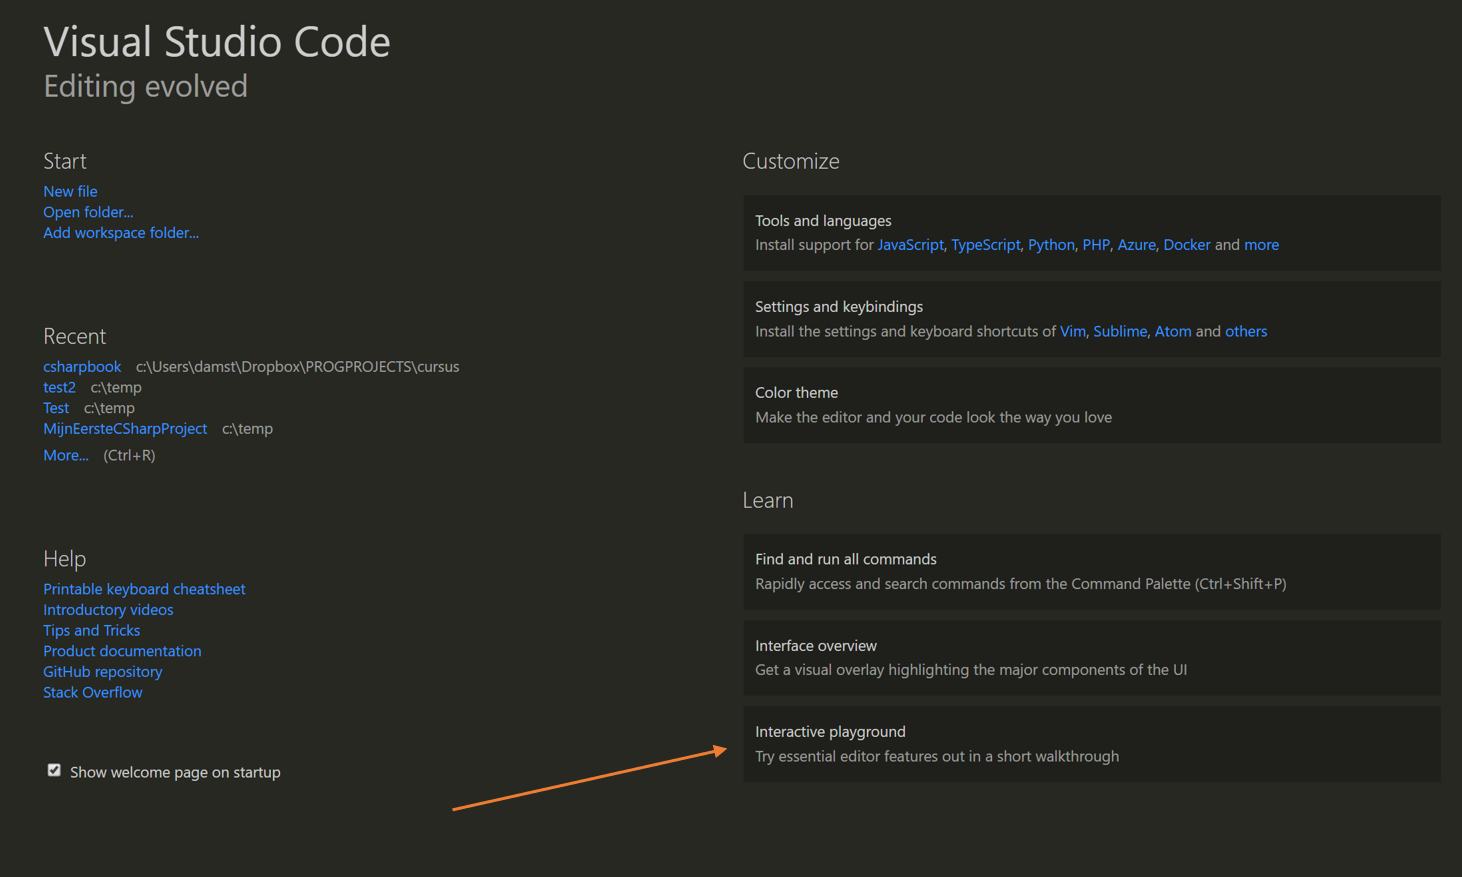 Visual Studio Code
Editing evolved
Start
New file
Open folder...
Add workspace folder...
Recent
csharpbook c:\Users\damst\Dropbox\PROGPROJECTS\cursus
test2 c:\temp
Test c:\temp
MijnEersteCSharpProject c:\temp
More... (Ctrl+R)
Help
Printable keyboard cheatsheet
Introductory videos
Tips and Tricks
Product documentation
GitHub repository
Stack Overflow
Show welcome page on startup
Customize
Tools and languages
Install support for JavaScript, TypeScript, Python, PHP, Azure, Docker and more
Settings and keybindings
Install the settings and keyboard shortcuts of Vim, Sublime, Atom and others
Color theme
Make the editor and your code look the way you love
Learn
Find and run all commands
Rapidly access and search commands from the Command Palette (Ctrl+Shift+P)
Interface overview
Get a visual overlay highlighting the major components of the UI
Interactive playground
Try essential editor features out in a short walkthrough